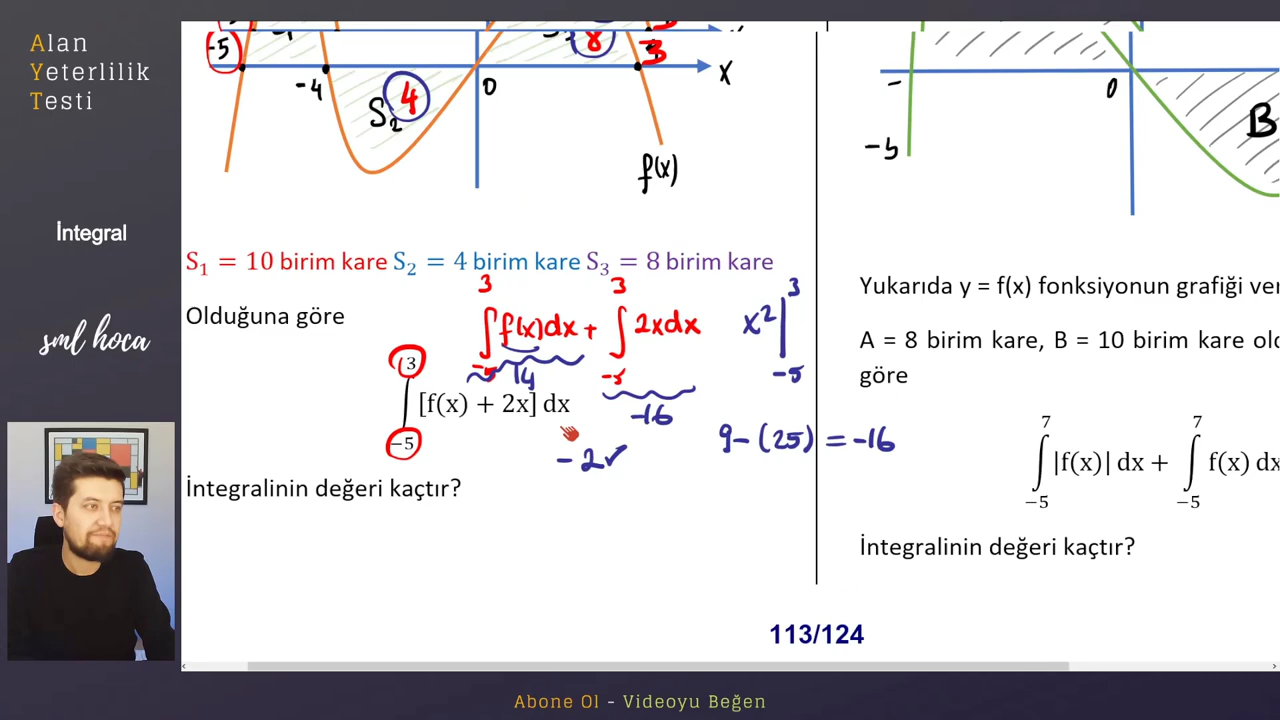 Alan
Yeterlilik
Testi
İntegral
sml hoca
-5
8
3
-4
0
x
S2
4
f(x)
S₁ = 10 birim kare S₂ = 4 birim kare S₃ = 8 birim kare
Olduğuna göre
3
∫ f(x)dx + ∫ 2xdx
3
-5
-5
14
-16
x² |
3
-5
3
∫ [f(x) + 2x] dx
−5
-2✓
9-(25) = -16
İntegralinin değeri kaçtır?
-
0
-5
B
Yukarıda y = f(x) fonksiyonun grafiği ver
A = 8 birim kare, B = 10 birim kare old
göre
7 7
∫ |f(x)| dx + ∫ f(x) dx
−5 −5
İntegralinin değeri kaçtır?
113/124
Abone Ol - Videoyu Beğen